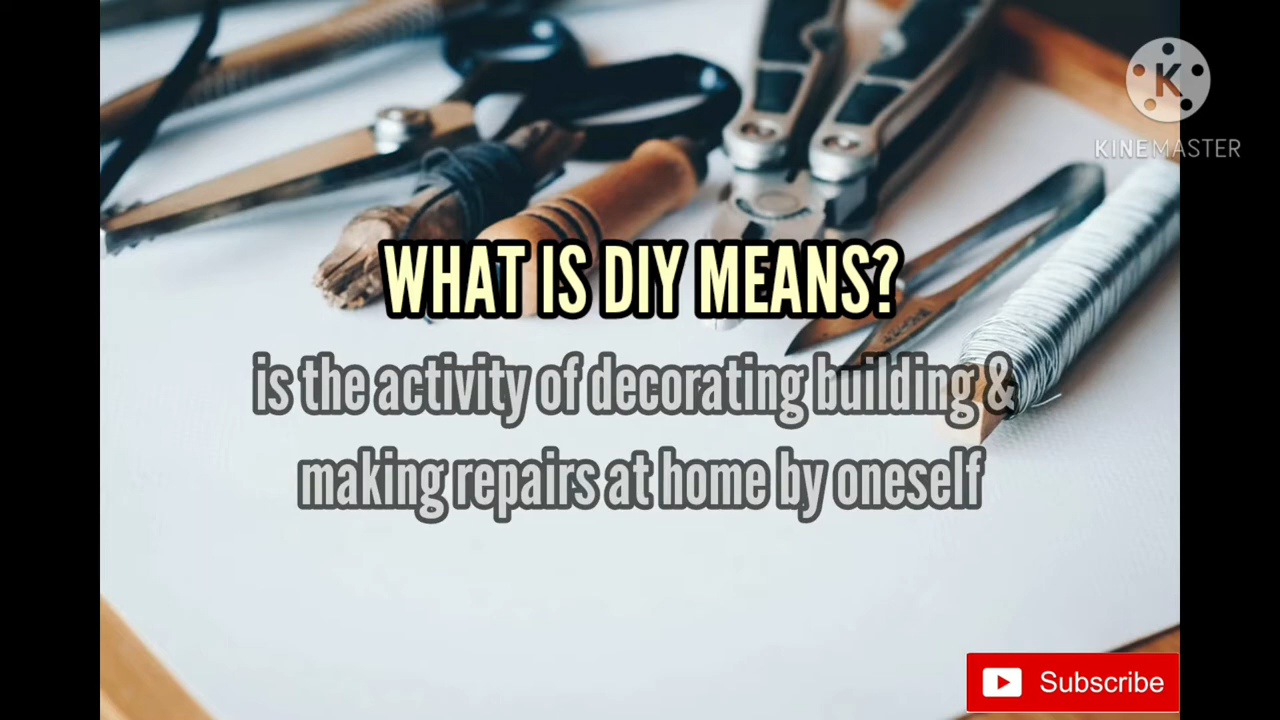 KINEMASTER
WHAT IS DIY MEANS?
is the activity of decorating building &
making repairs at home by oneself
Subscribe